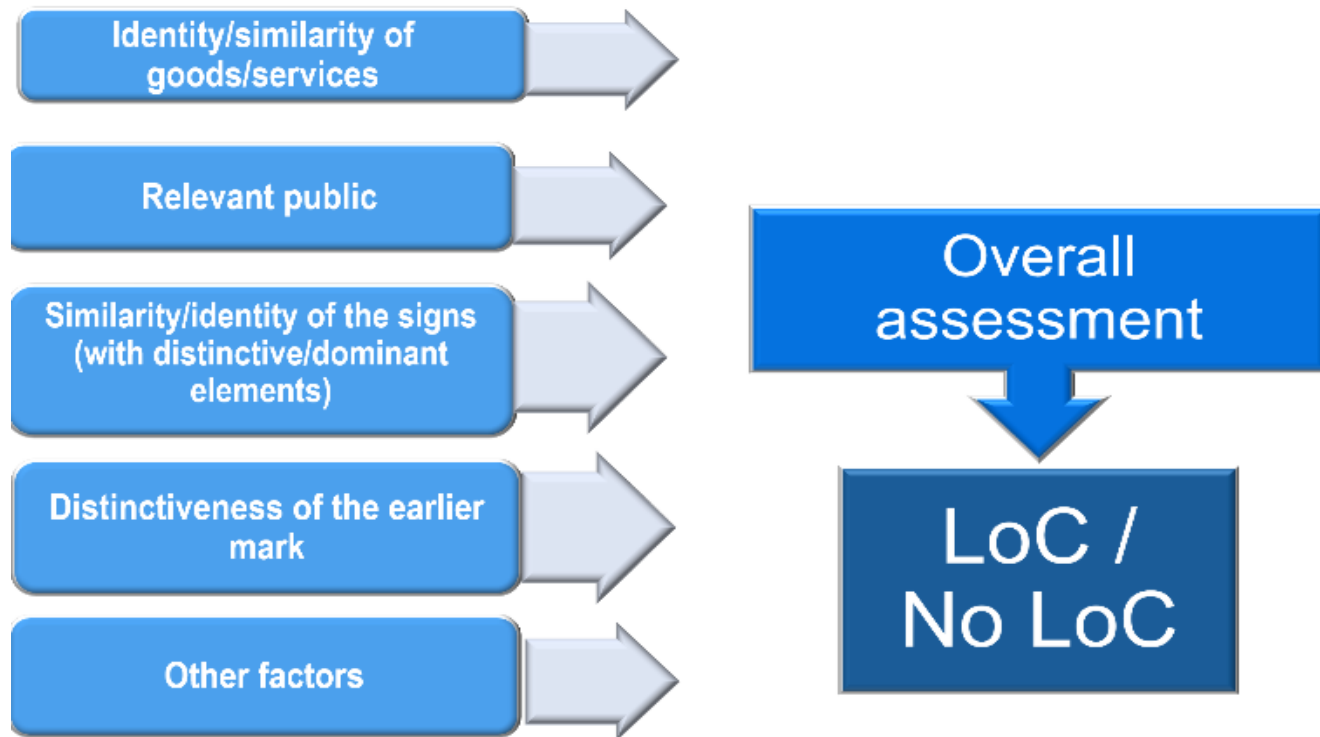 Identity/similarity of
goods/services
Relevant public
Similarity/identity of the signs
(with distinctive/dominant
elements)
Distinctiveness of the earlier
mark
Other factors
Overall
assessment
LoC /
No LoC